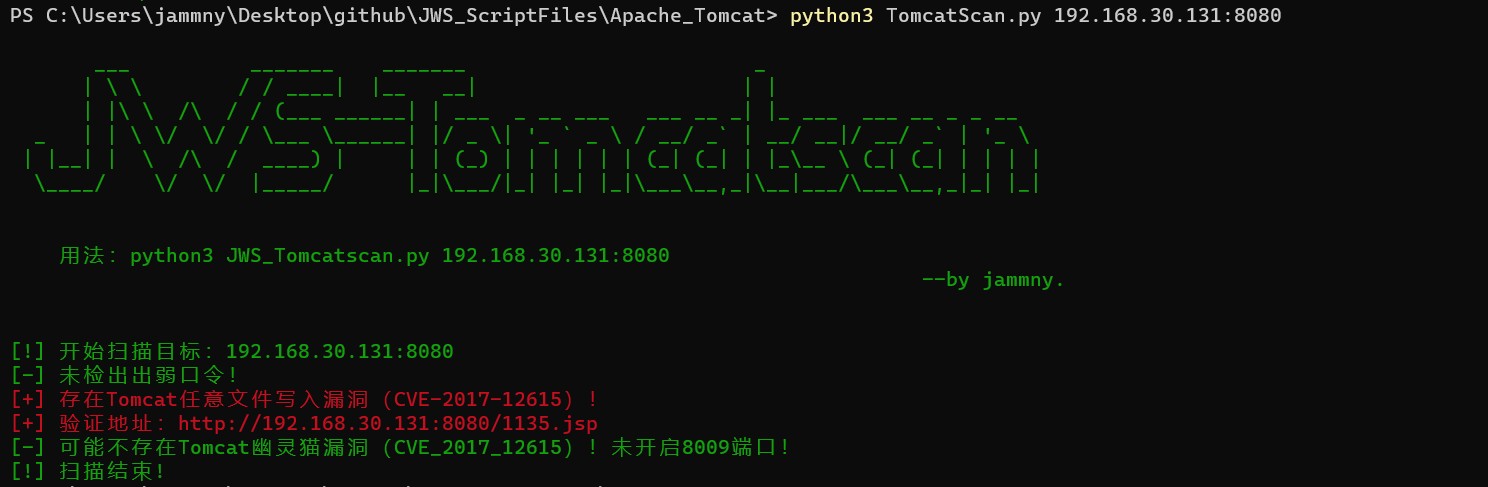 PS C:\Users\jammny\Desktop\github\JWS_ScriptFiles\Apache_Tomcat> python3 TomcatScan.py 192.168.30.131:8080
JWS-Tomcatscan
用法: python3 JWS_Tomcatscan.py 192.168.30.131:8080
--by jammny.
[!] 开始扫描目标: 192.168.30.131:8080
[-] 未检出出弱口令!
[+] 存在Tomcat任意文件写入漏洞（CVE-2017-12615）!
[+] 验证地址: http://192.168.30.131:8080/1135.jsp
[-] 可能不存在Tomcat幽灵猫漏洞（CVE_2017_12615）! 未开启8009端口!
[!] 扫描结束!